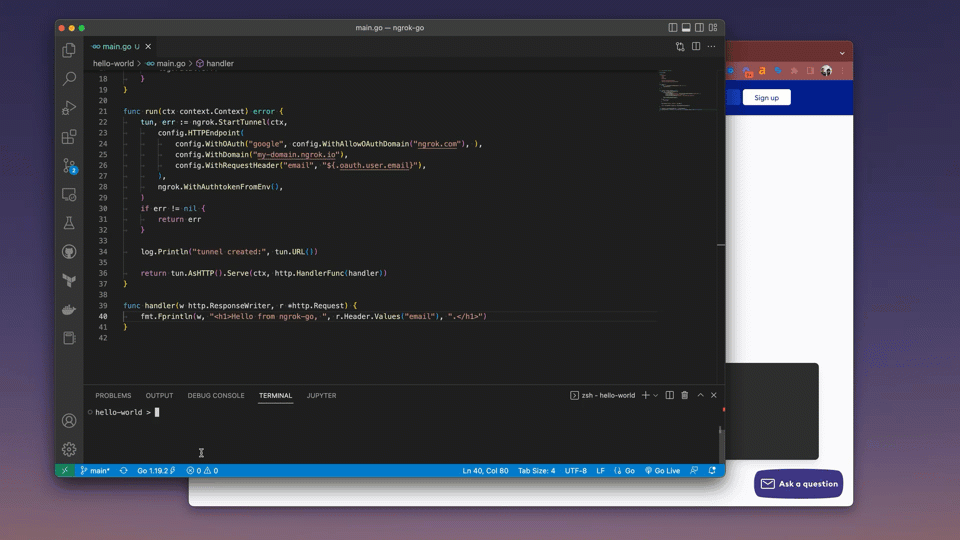 main.go — ngrok-go
main.go U
hello-world > main.go > handler
Sign up
18 }
19 }
20
21 func run(ctx context.Context) error {
22 tun, err := ngrok.StartTunnel(ctx,
23 config.HTTPEndpoint(
24 config.WithOAuth("google", config.WithAllowOAuthDomain("ngrok.com"), ),
25 config.WithDomain("my-domain.ngrok.io"),
26 config.WithRequestHeader("email", "${.oauth.user.email}"),
27 ),
28 ngrok.WithAuthtokenFromEnv(),
29 )
30 if err != nil {
31 return err
32 }
33
34 log.Println("tunnel created:", tun.URL())
35
36 return tun.AsHTTP().Serve(ctx, http.HandlerFunc(handler))
37 }
38
39 func handler(w http.ResponseWriter, r *http.Request) {
40 fmt.Fprintln(w, "<h1>Hello from ngrok-go, ", r.Header.Values("email"), ".</h1>")
41 }
42
PROBLEMS OUTPUT DEBUG CONSOLE TERMINAL JUPYTER
zsh - hello-world
hello-world >
main* Go 1.19.2 0 0 Ln 40, Col 80 Tab Size: 4 UTF-8 LF Go Go Live
Ask a question